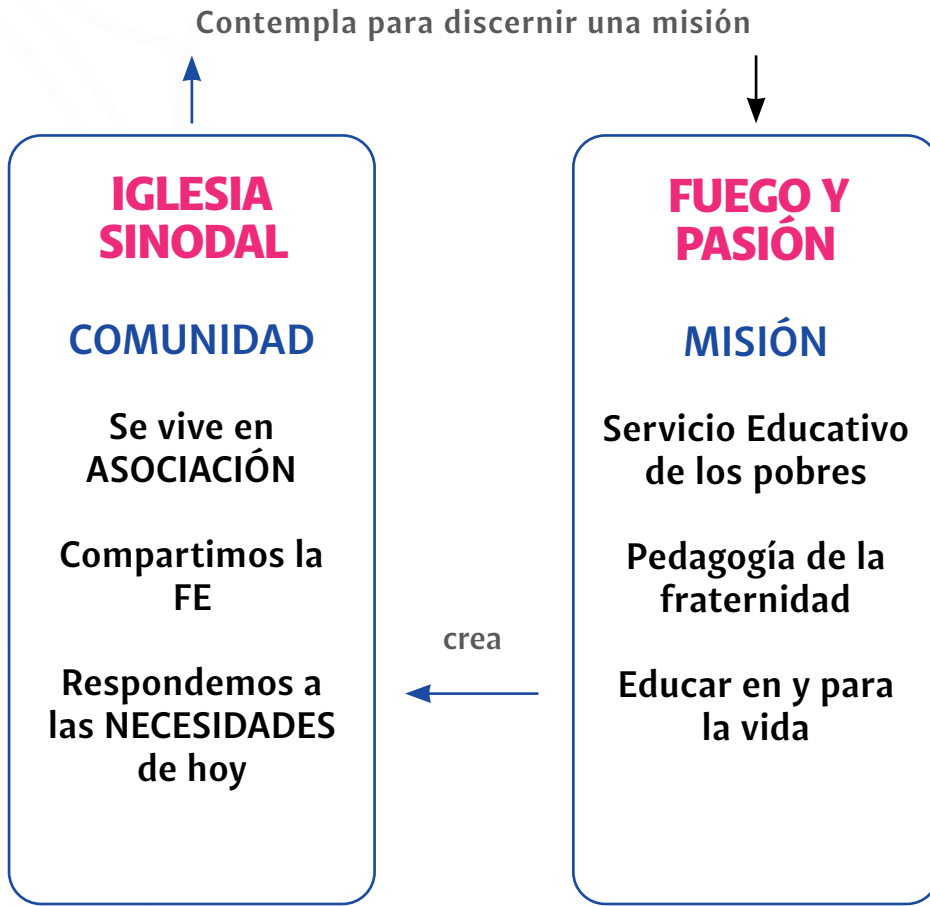 Contempla para discernir una misión
IGLESIA
SINODAL
COMUNIDAD
Se vive en
ASOCIACIÓN
Compartimos la
FE
Respondemos a
las NECESIDADES
de hoy
crea
FUEGO Y
PASIÓN
MISIÓN
Servicio Educativo
de los pobres
Pedagogía de la
fraternidad
Educar en y para
la vida